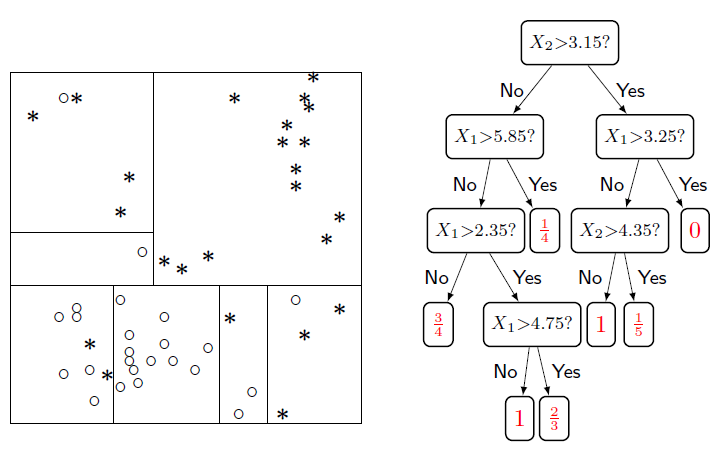 X₂>3.15?
No Yes
X₁>5.85? X₁>3.25?
No Yes No Yes
X₁>2.35? 1/4 X₂>4.35? 0
No Yes No Yes
3/4 X₁>4.75? 1 1/5
No Yes
1 2/3